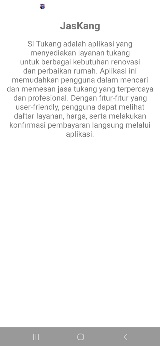 JasKang
Si Tukang adalah aplikasi yang
menyediakan layanan tukang
untuk berbagai kebutuhan renovasi
dan perbaikan rumah. Aplikasi ini
memudahkan pengguna dalam mencari
dan memesan jasa tukang yang terpercaya
dan profesional. Dengan fitur-fitur yang
user-friendly, pengguna dapat melihat
daftar layanan, harga, serta melakukan
konfirmasi pembayaran langsung melalui
aplikasi.